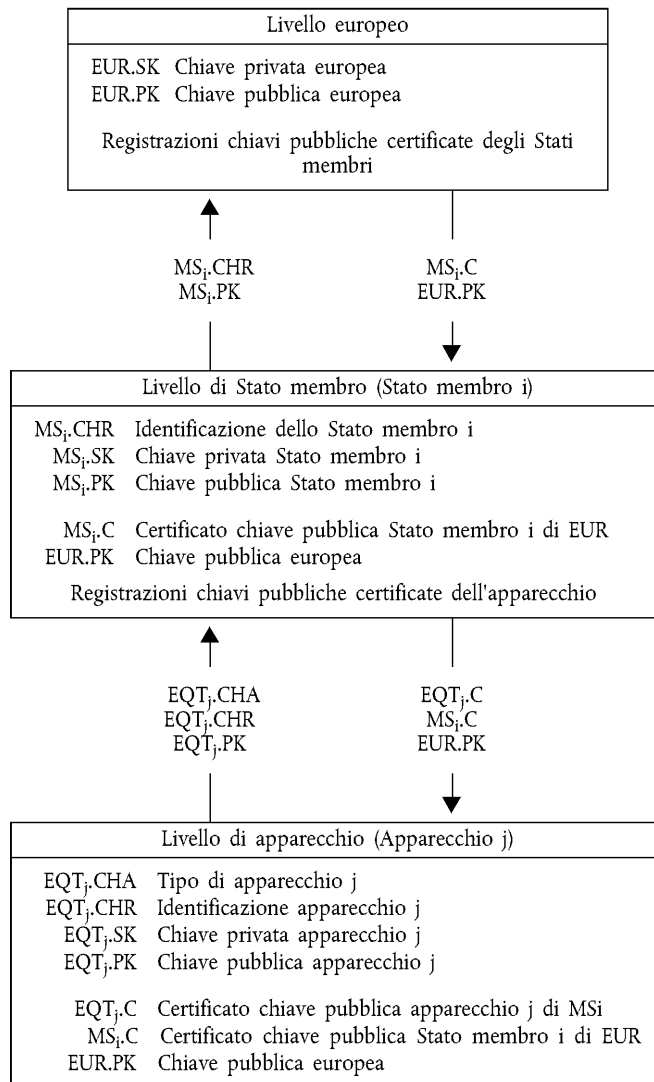 Livello europeo
EUR.SK Chiave privata europea
EUR.PK Chiave pubblica europea
Registrazioni chiavi pubbliche certificate degli Stati
membri
MSi.CHR
MSi.PK
MSi.C
EUR.PK
Livello di Stato membro (Stato membro i)
MSi.CHR Identificazione dello Stato membro i
MSi.SK Chiave privata Stato membro i
MSi.PK Chiave pubblica Stato membro i
MSi.C Certificato chiave pubblica Stato membro i di EUR
EUR.PK Chiave pubblica europea
Registrazioni chiavi pubbliche certificate dell'apparecchio
EQTj.CHA
EQTj.CHR
EQTj.PK
EQTj.C
MSi.C
EUR.PK
Livello di apparecchio (Apparecchio j)
EQTj.CHA Tipo di apparecchio j
EQTj.CHR Identificazione apparecchio j
EQTj.SK Chiave privata apparecchio j
EQTj.PK Chiave pubblica apparecchio j
EQTj.C Certificato chiave pubblica apparecchio j di MSi
MSi.C Certificato chiave pubblica Stato membro i di EUR
EUR.PK Chiave pubblica europea